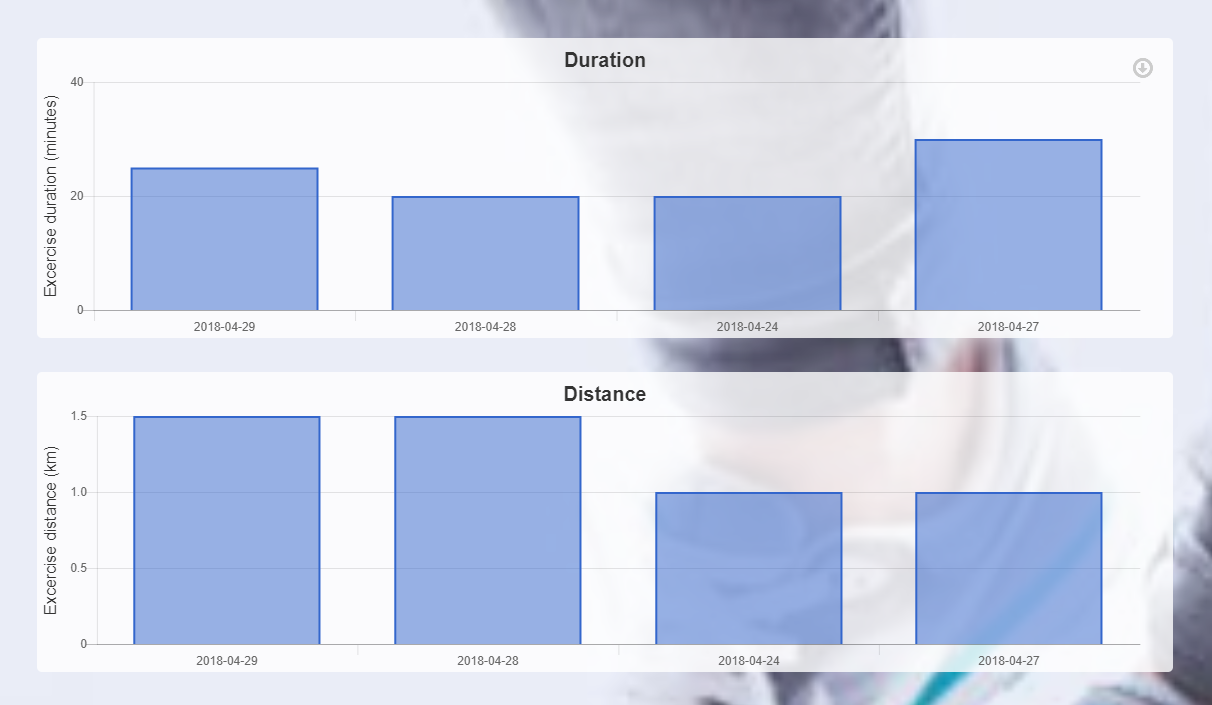 Duration
Excercise duration (minutes)
40
20
0
2018-04-29 2018-04-28 2018-04-24 2018-04-27
Distance
Excercise distance (km)
1.5
1.0
0.5
0
2018-04-29 2018-04-28 2018-04-24 2018-04-27